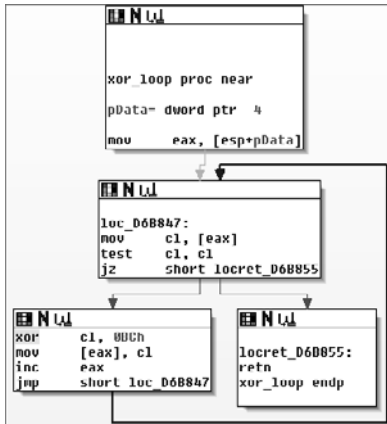 xor_loop proc near
pData= dword ptr 4
mov eax, [esp+pData]
loc_D6B847:
mov cl, [eax]
test cl, cl
jz short locret_D6B855
xor cl, 0DCh
mov [eax], cl
inc eax
jmp short loc_D6B847
locret_D6B855:
retn
xor_loop endp